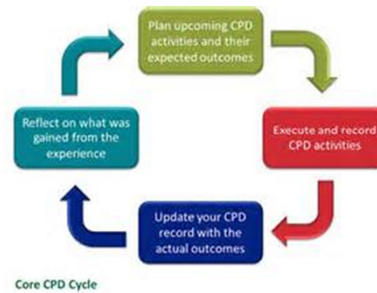 Plan upcoming CPD
activities and their
expected outcomes
Execute and record
CPD activities
Update your CPD
record with the
actual outcomes
Reflect on what was
gained from the
experience
Core CPD Cycle